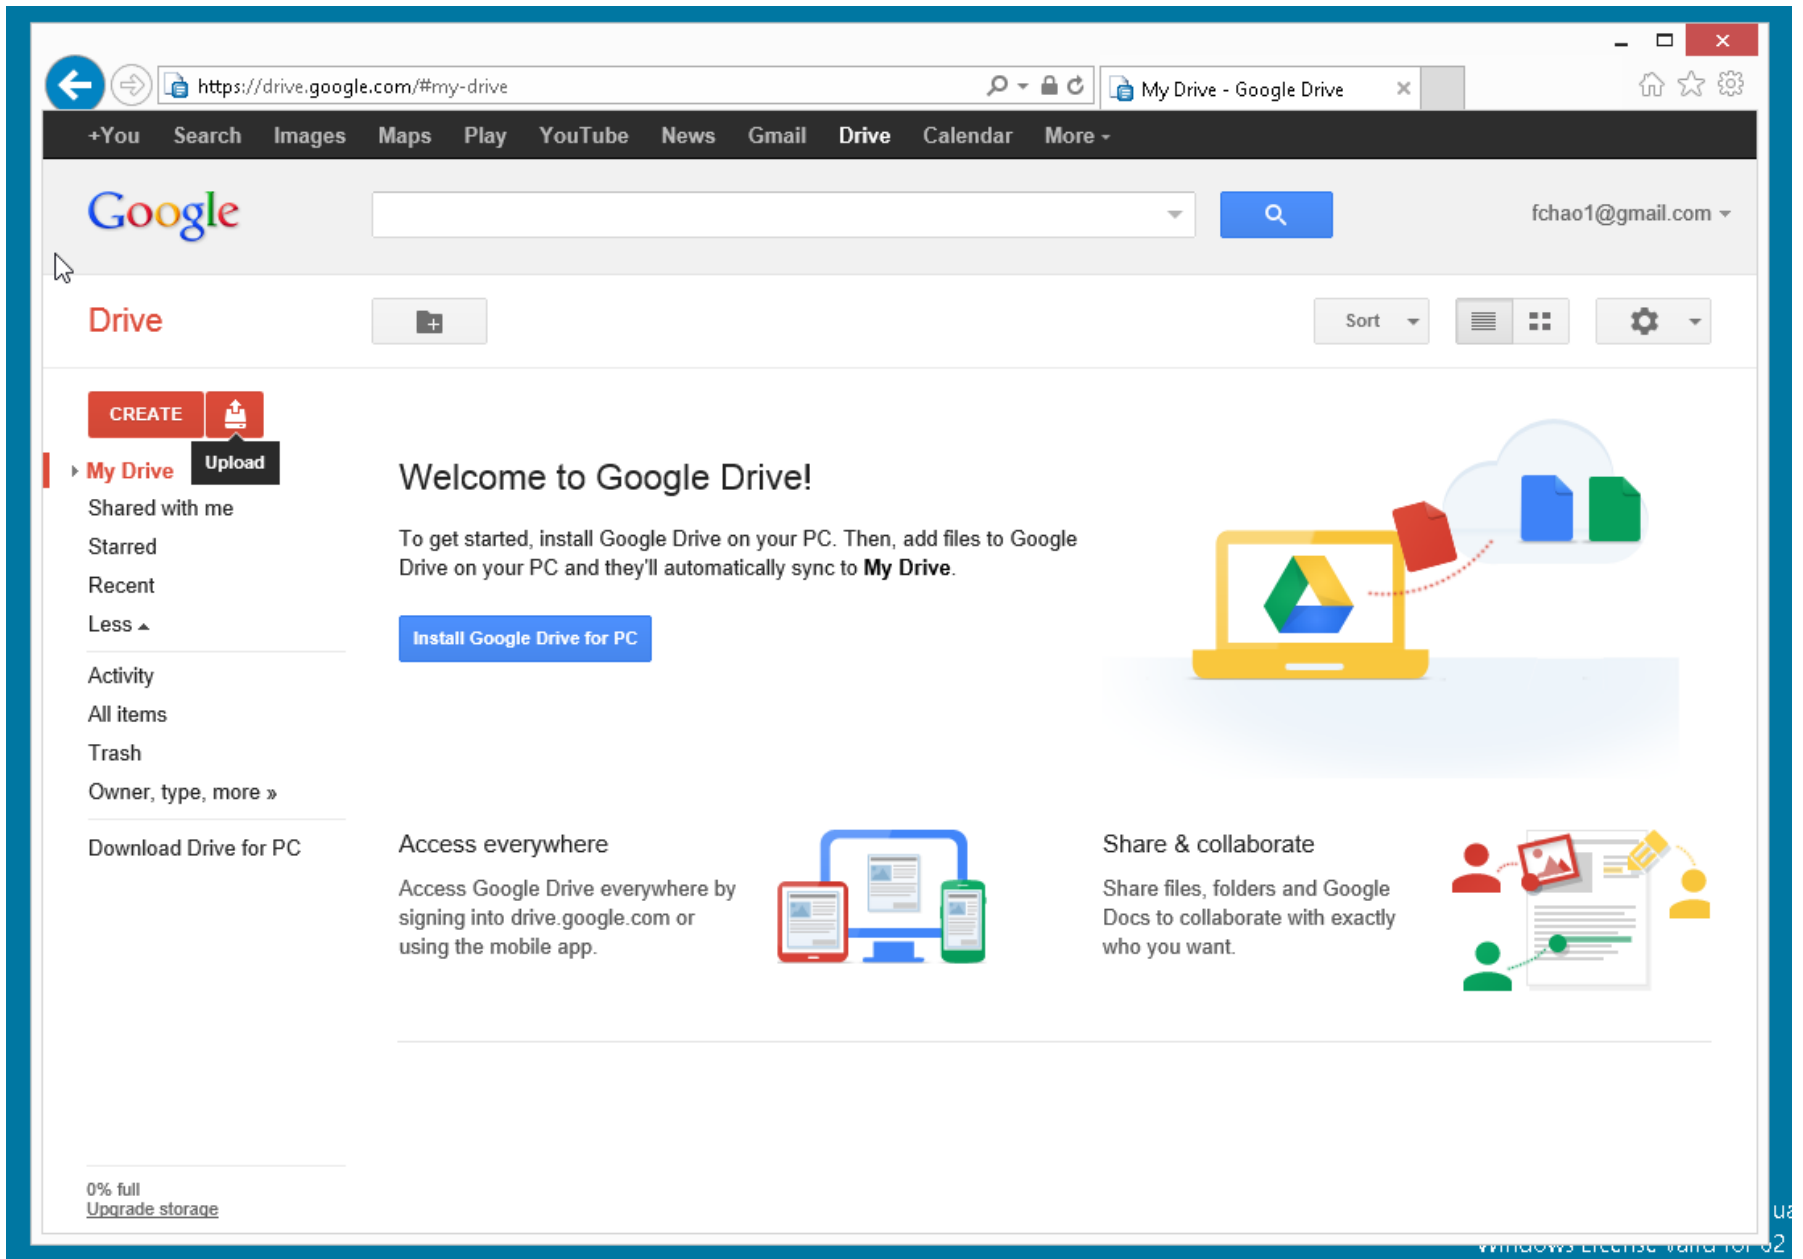 https://drive.google.com/#my-drive
My Drive - Google Drive
+You Search Images Maps Play YouTube News Gmail Drive Calendar More
Google
fchao1@gmail.com
Drive
Sort
CREATE
Upload
My Drive
Shared with me
Starred
Recent
Less
Activity
All items
Trash
Owner, type, more »
Download Drive for PC
Welcome to Google Drive!
To get started, install Google Drive on your PC. Then, add files to Google
Drive on your PC and they'll automatically sync to My Drive.
Install Google Drive for PC
Access everywhere
Access Google Drive everywhere by
signing into drive.google.com or
using the mobile app.
Share & collaborate
Share files, folders and Google
Docs to collaborate with exactly
who you want.
0% full
Upgrade storage
Windows License valid for 62